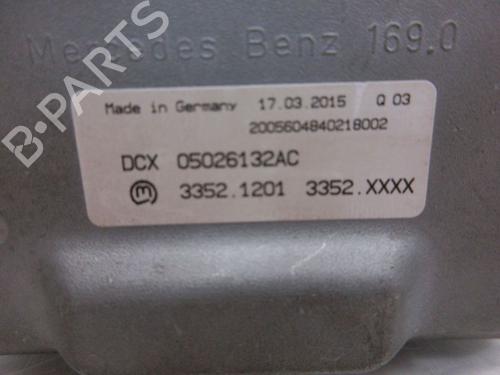 Mercedes Benz 169.0
Made in Germany 17.03.2015 Q 03
2005604840218002
DCX 05026132AC
m 3352.1201 3352.XXXX
B-PARTS